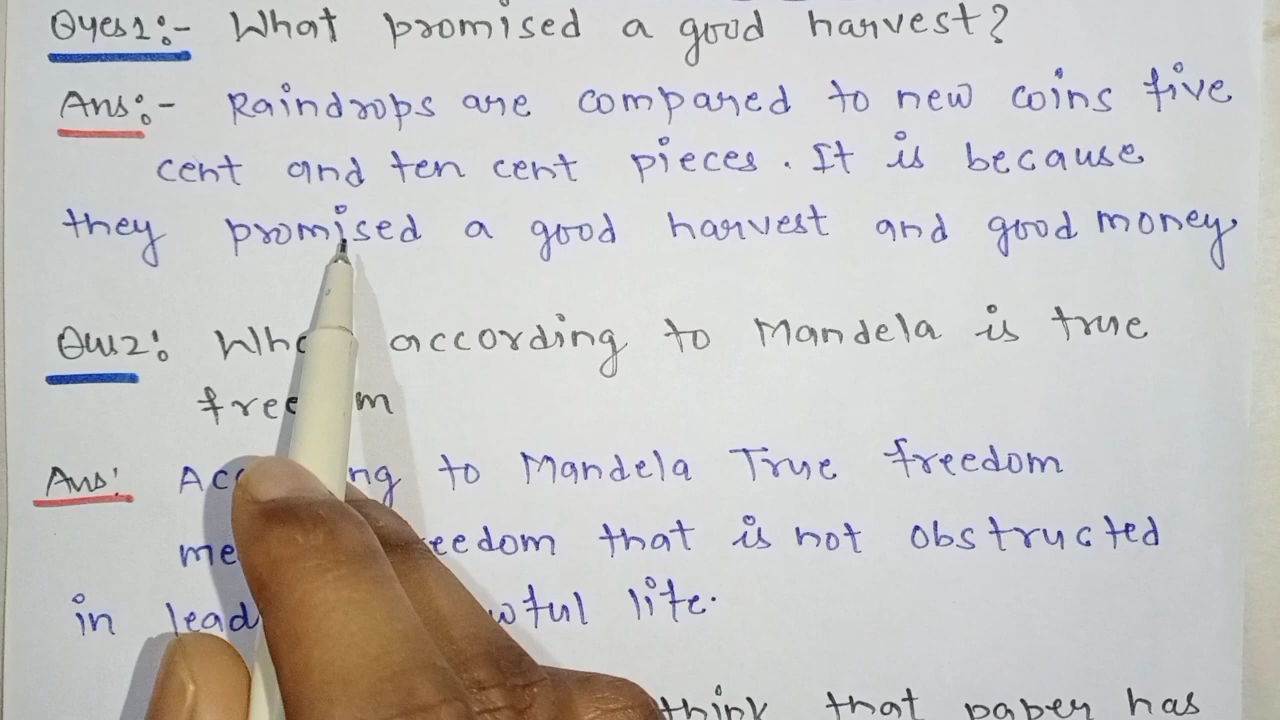 Ques1:- What promised a good harvest?
Ans:- Raindrops are compared to new coins five
cent and ten cent pieces. It is because
they promised a good harvest and good money
Ques2: according to Mandela is true
Ans: to Mandela True freedom
that is not obstructed
in life.
think that paper has